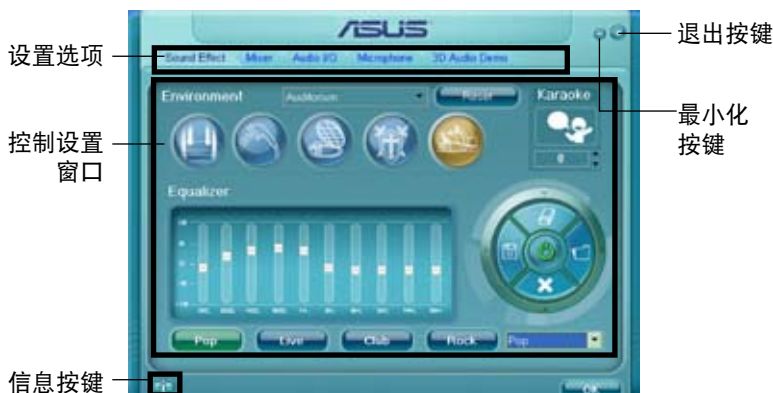 ASUS
设置选项
Sound Effect Mixer Audio I/O Microphone 3D Audio Demo
退出按键
最小化
按键
控制设置
窗口
Environment Auditorium Reset Karaoke
0
Equalizer
Pop Live Club Rock Pop
信息按键
OK